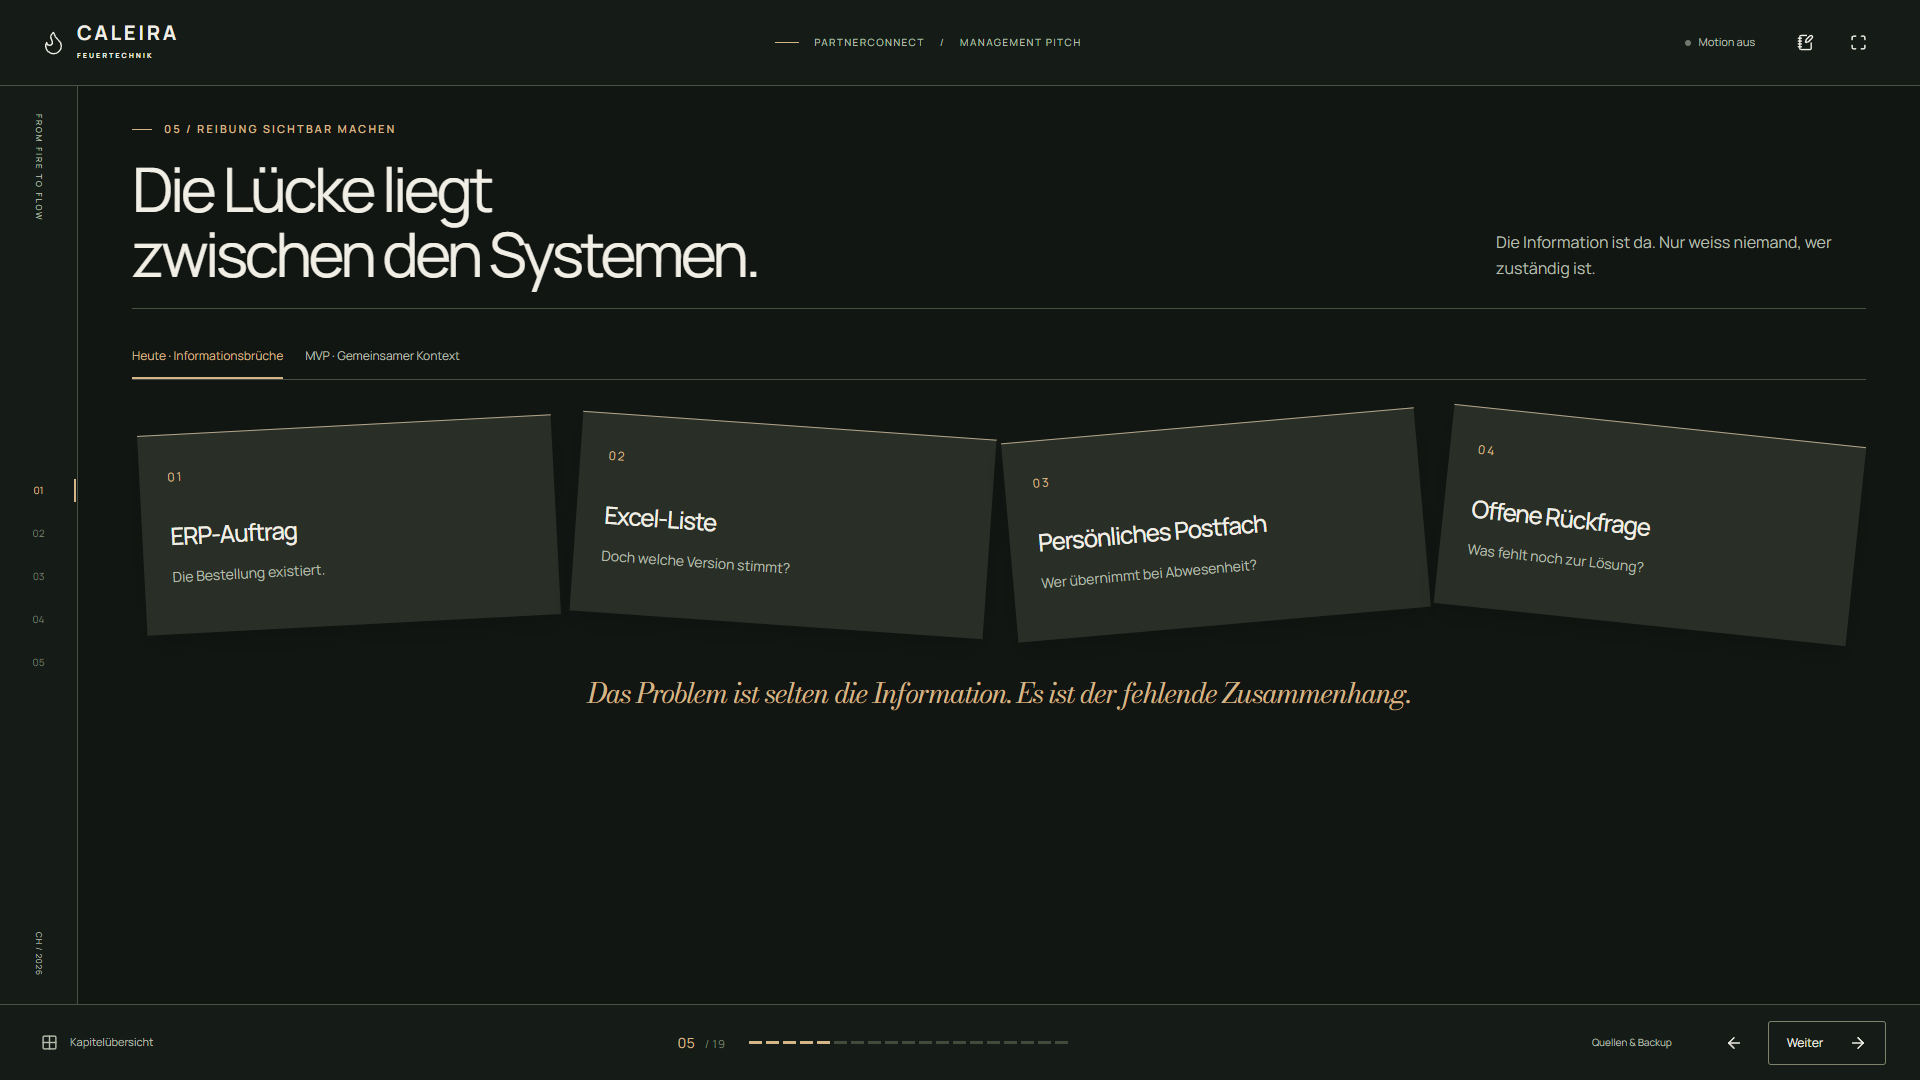 CALEIRA
FEUERTECHNIK
PARTNERCONNECT / MANAGEMENT PITCH
Motion aus
FROM FIRE TO FLOW
05 / REIBUNG SICHTBAR MACHEN
Die Lücke liegt
zwischen den Systemen.
Die Information ist da. Nur weiss niemand, wer
zuständig ist.
Heute · Informationsbrüche
MVP · Gemeinsamer Kontext
01
ERP-Auftrag
Die Bestellung existiert.
02
Excel-Liste
Doch welche Version stimmt?
03
Persönliches Postfach
Wer übernimmt bei Abwesenheit?
04
Offene Rückfrage
Was fehlt noch zur Lösung?
01
02
03
04
05
Das Problem ist selten die Information. Es ist der fehlende Zusammenhang.
CH / 2026
Kapitelübersicht
05 / 19
Quellen & Backup
Weiter